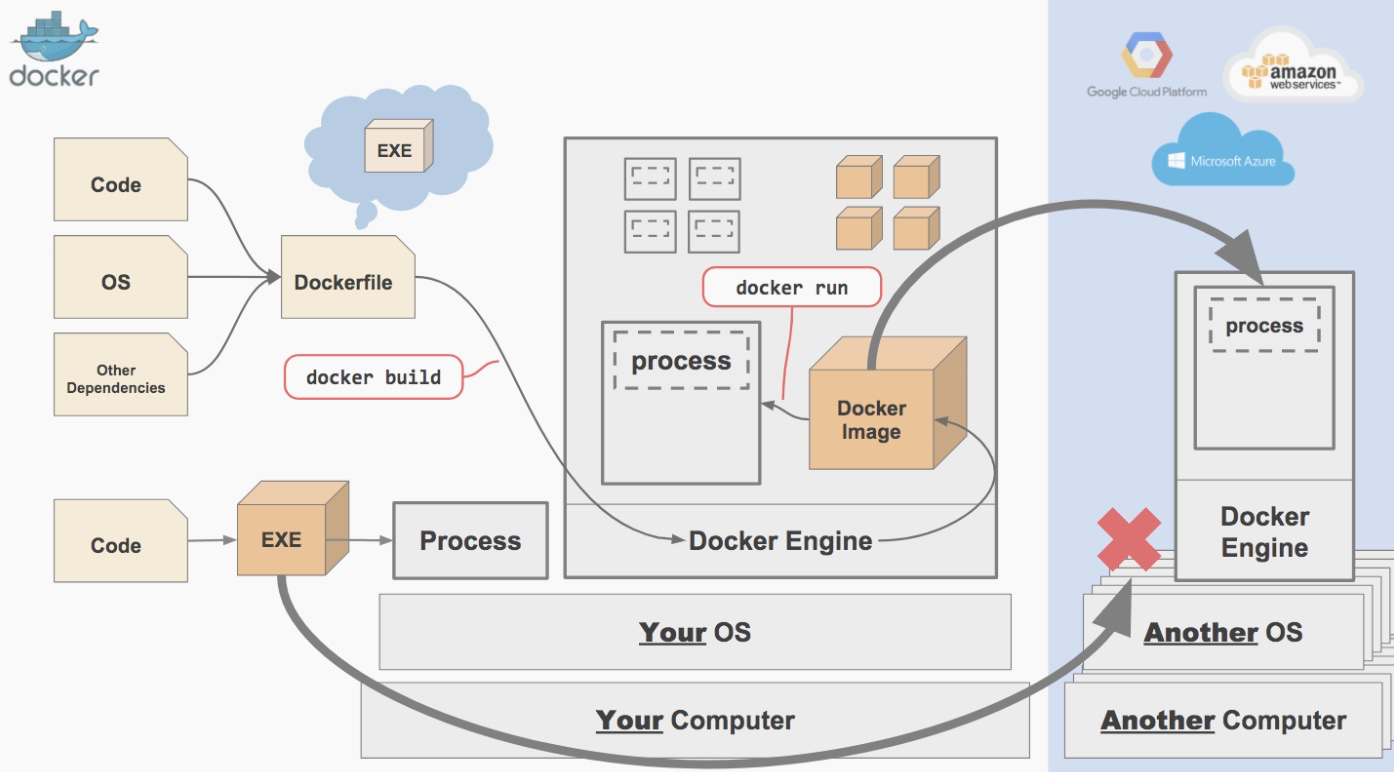 docker
Google Cloud Platform
amazon
web services™
Microsoft Azure
Code
OS
Other
Dependencies
EXE
Dockerfile
docker build
docker run
process
Docker
Image
Docker Engine
process
Docker
Engine
Code
EXE
Process
Your OS
Your Computer
Another OS
Another Computer